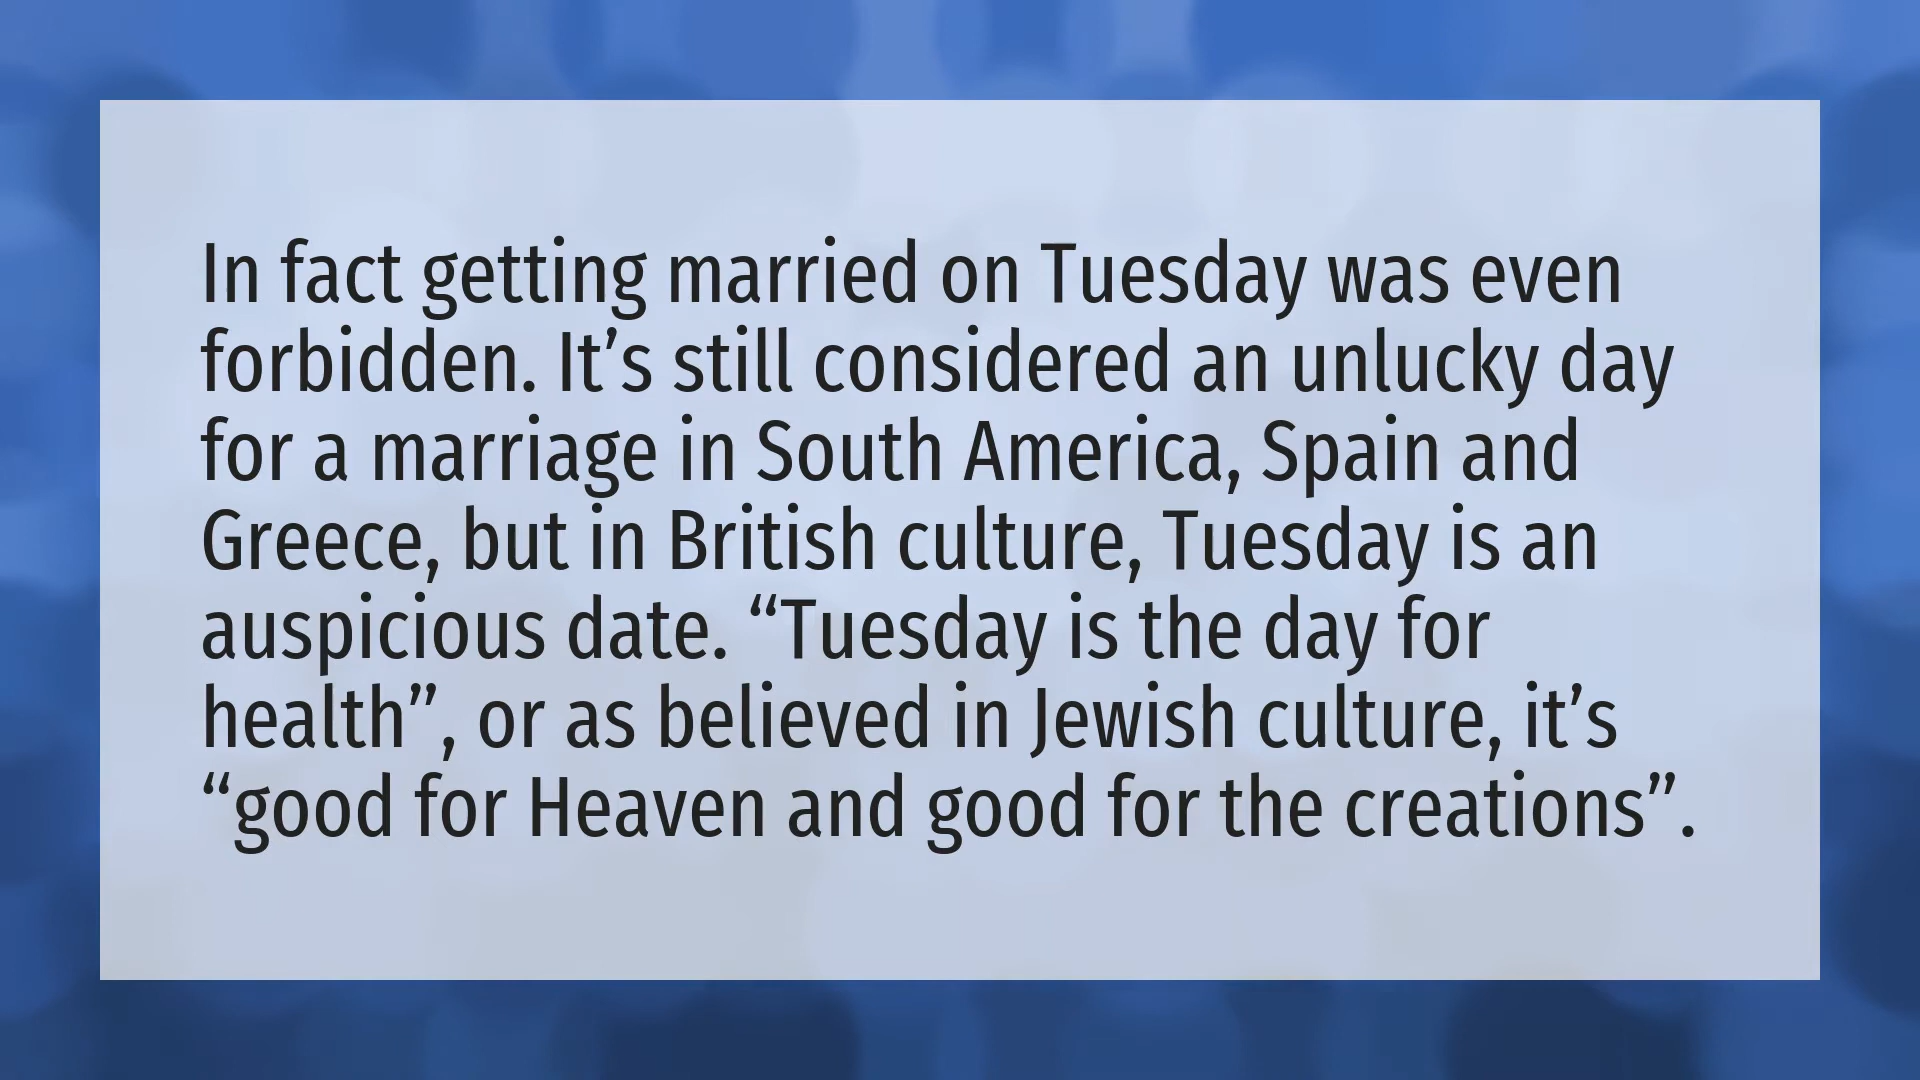 In fact getting married on Tuesday was even
forbidden. It’s still considered an unlucky day
for a marriage in South America, Spain and
Greece, but in British culture, Tuesday is an
auspicious date. “Tuesday is the day for
health”, or as believed in Jewish culture, it’s
“good for Heaven and good for the creations”.